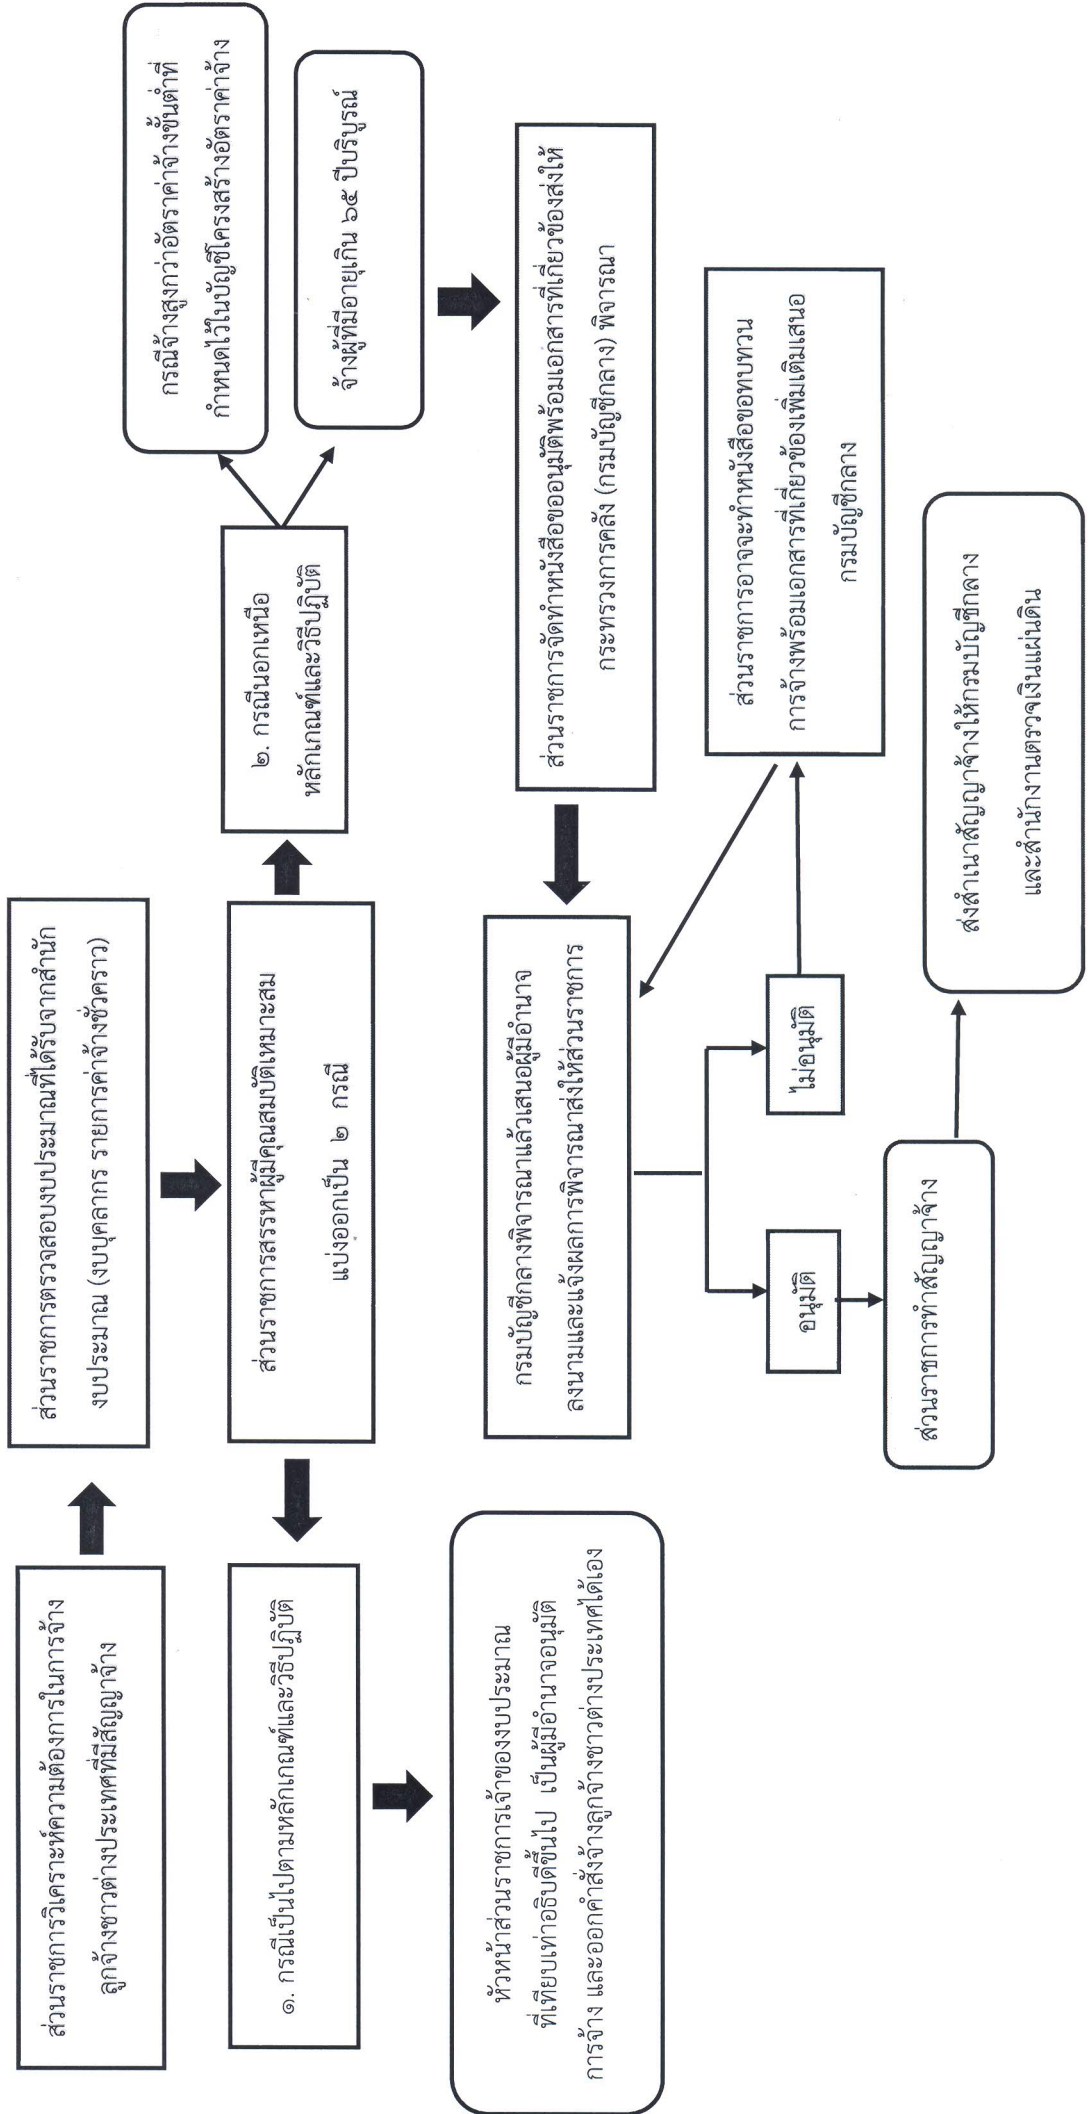 ส่วนราชการวิเคราะห์ความต้องการในการจ้าง
ลูกจ้างชาวต่างประเทศที่มีสัญญาจ้าง
ส่วนราชการตรวจสอบงบประมาณที่ได้รับจากสำนัก
งบประมาณ (งบบุคลากร รายการค่าจ้างชั่วคราว)
ส่วนราชการสรรหาผู้มีคุณสมบัติเหมาะสม
แบ่งออกเป็น ๒ กรณี
๑. กรณีเป็นไปตามหลักเกณฑ์และวิธีปฏิบัติ
หัวหน้าส่วนราชการเจ้าของงบประมาณ
ที่เทียบเท่าอธิบดีขึ้นไป เป็นผู้มีอำนาจอนุมัติ
การจ้าง และออกคำสั่งจ้างลูกจ้างชาวต่างประเทศได้เอง
๒. กรณีนอกเหนือ
หลักเกณฑ์และวิธีปฏิบัติ
กรณีจ้างสูงกว่าอัตราค่าจ้างขั้นต่ำที่
กำหนดไว้ในบัญชีโครงสร้างอัตราค่าจ้าง
จ้างผู้ที่มีอายุเกิน ๖๕ ปีบริบูรณ์
ส่วนราชการจัดทำหนังสือขออนุมัติพร้อมเอกสารที่เกี่ยวข้องส่งให้
กระทรวงการคลัง (กรมบัญชีกลาง) พิจารณา
กรมบัญชีกลางพิจารณาแล้วเสนอผู้มีอำนาจ
ลงนามและแจ้งผลการพิจารณาส่งให้ส่วนราชการ
อนุมัติ
ไม่อนุมัติ
ส่วนราชการอาจจะทำหนังสือขอทบทวน
การจ้างพร้อมเอกสารที่เกี่ยวข้องเพิ่มเติมเสนอ
กรมบัญชีกลาง
ส่วนราชการทำสัญญาจ้าง
ส่งสำเนาสัญญาจ้างให้กรมบัญชีกลาง
และสำนักงานตรวจเงินแผ่นดิน